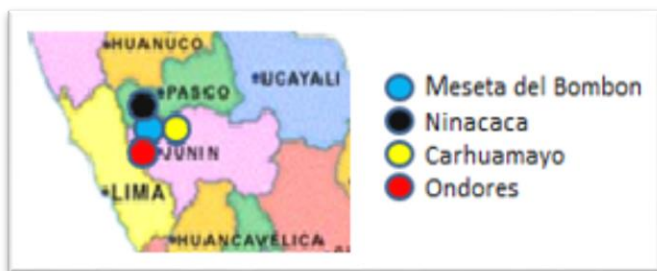 HUANUCO
PASCO
UCAYALI
JUNIN
LIMA
HUANCAVELICA
Meseta del Bombon
Ninacaca
Carhuamayo
Ondores